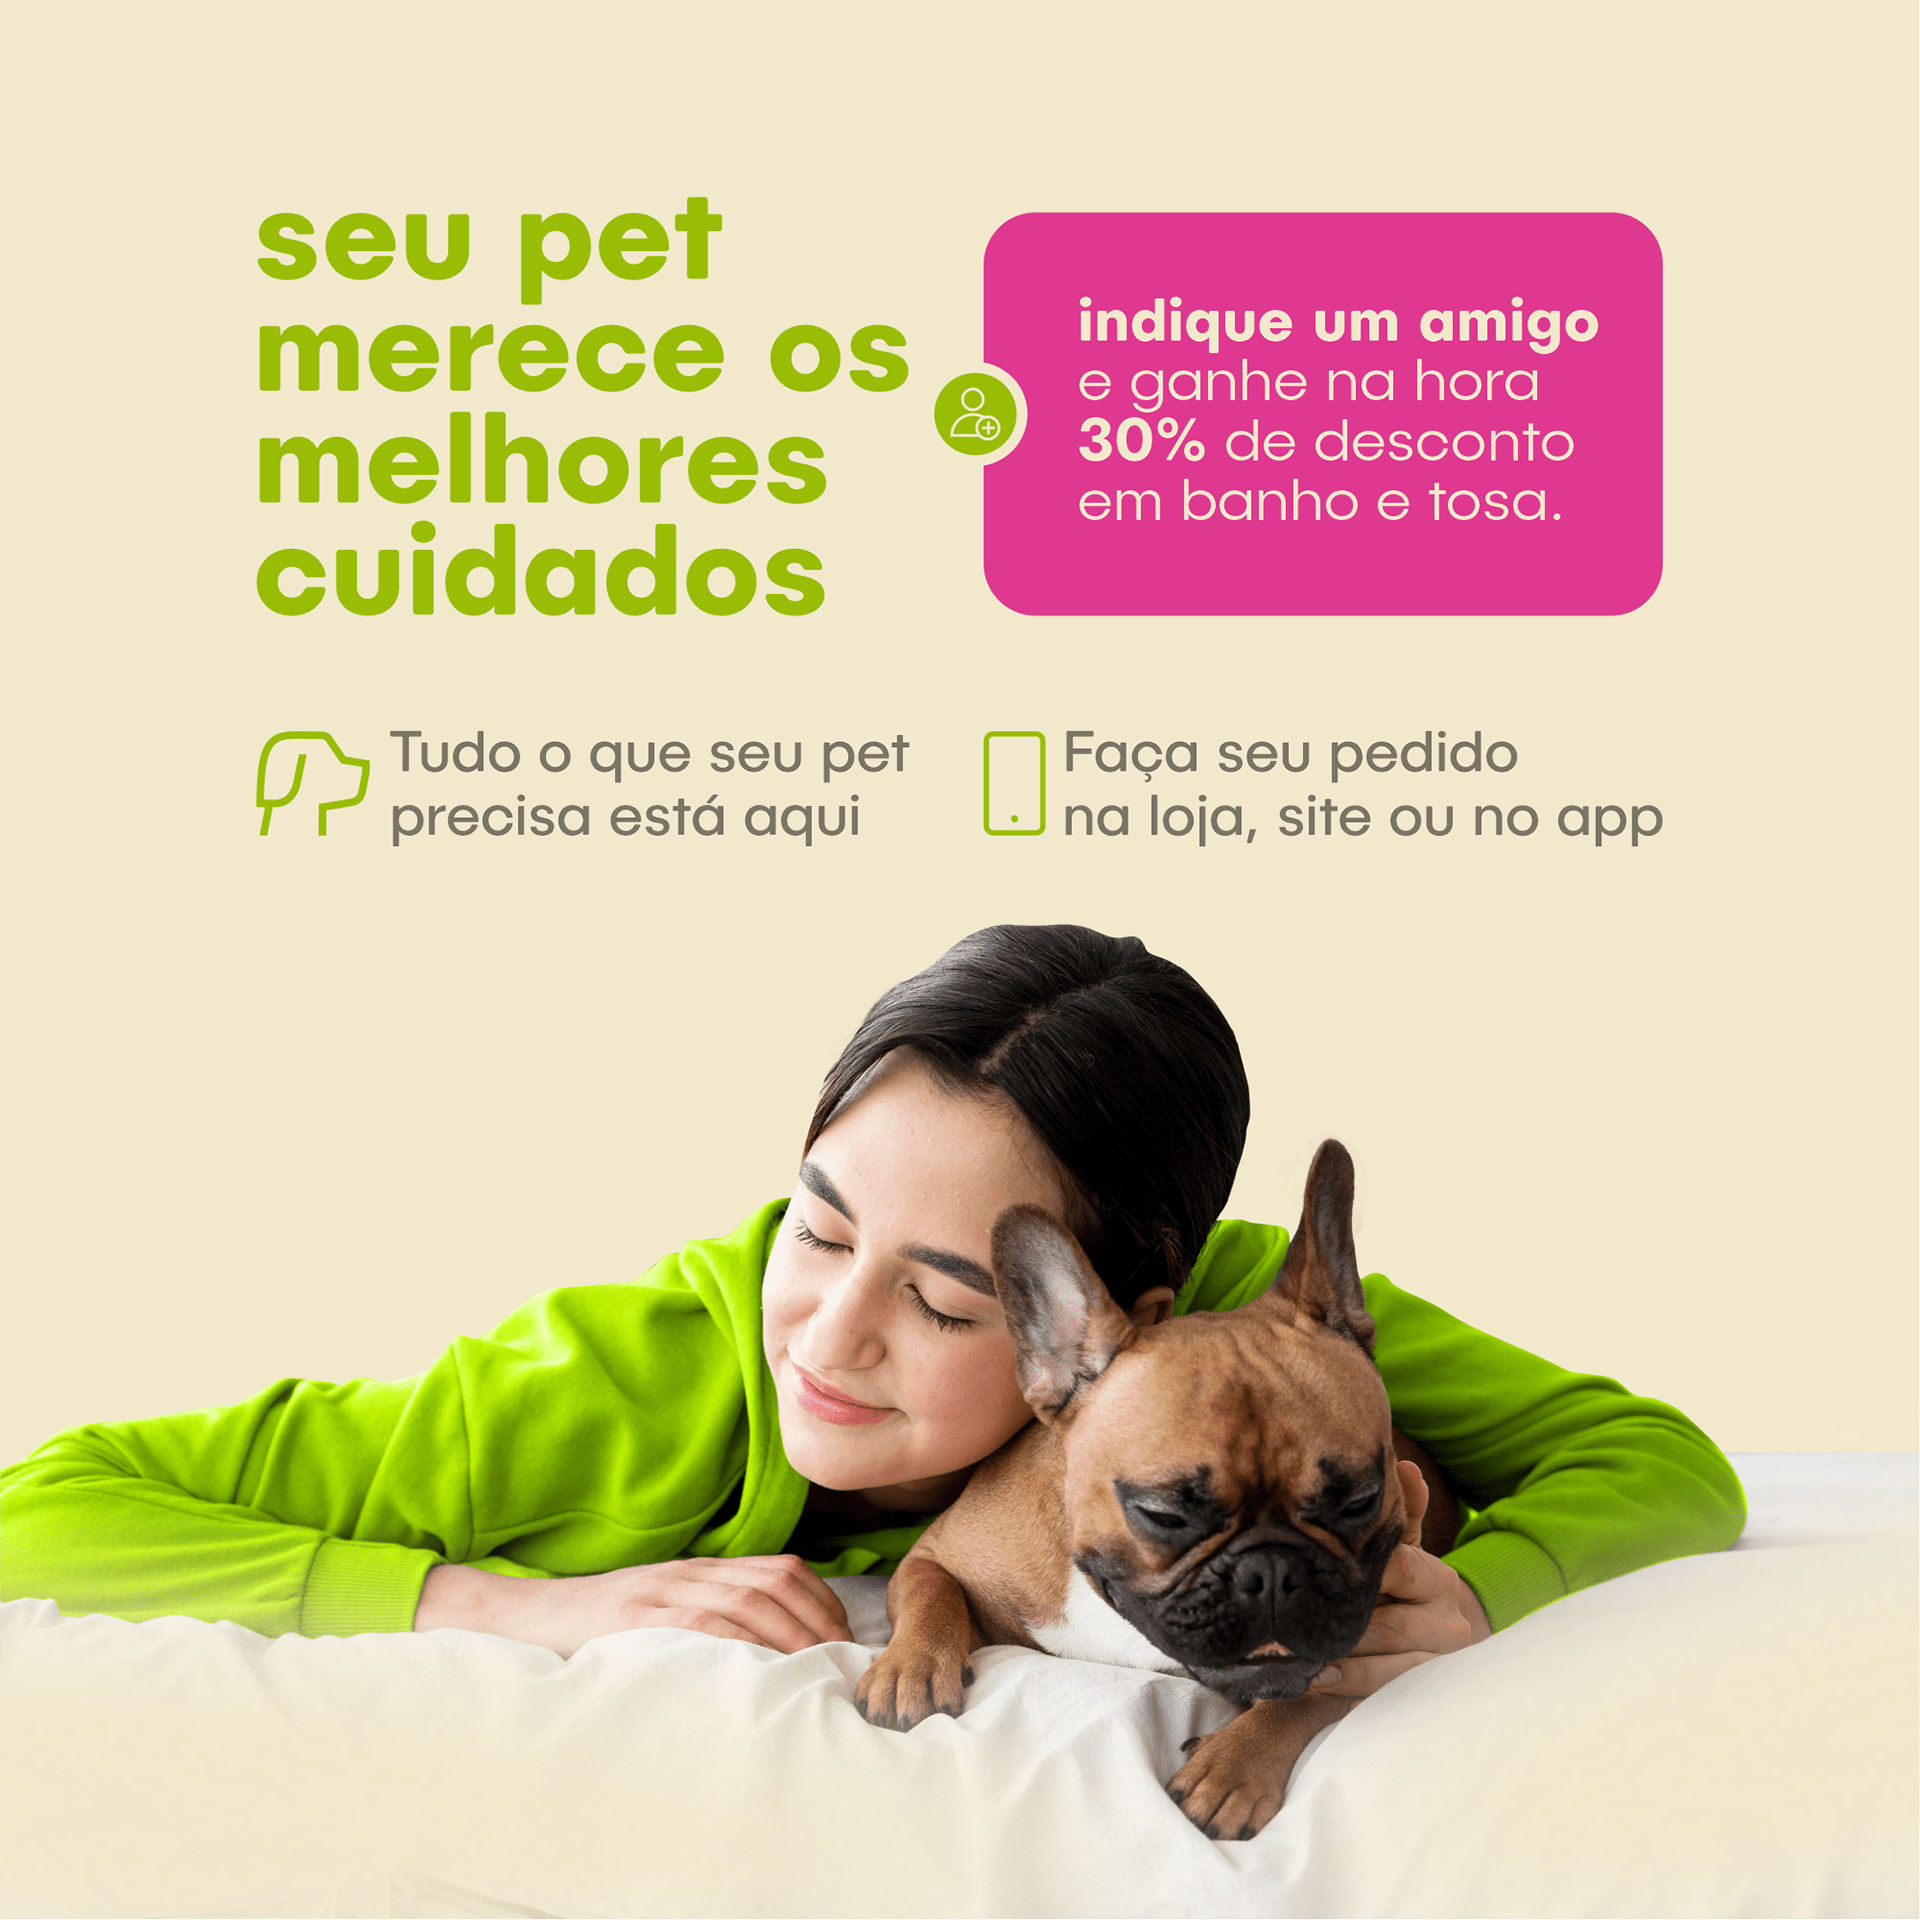 seu pet
merece os
melhores
cuidados
indique um amigo
e ganhe na hora
30% de desconto
em banho e tosa.
Tudo o que seu pet
precisa está aqui
Faça seu pedido
na loja, site ou no app